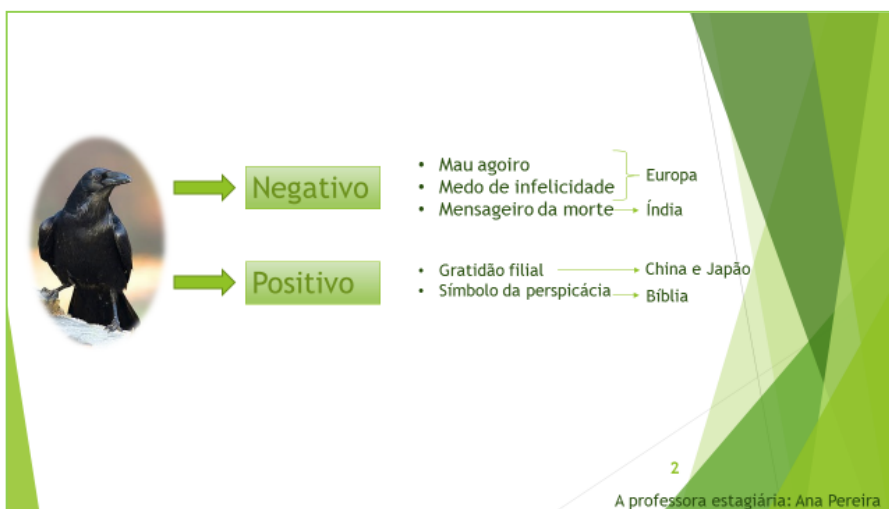 Negativo
• Mau agoiro
• Medo de infelicidade
• Mensageiro da morte
Europa
Índia
Positivo
• Gratidão filial
• Símbolo da perspicácia
China e Japão
Bíblia
2
A professora estagiária: Ana Pereira